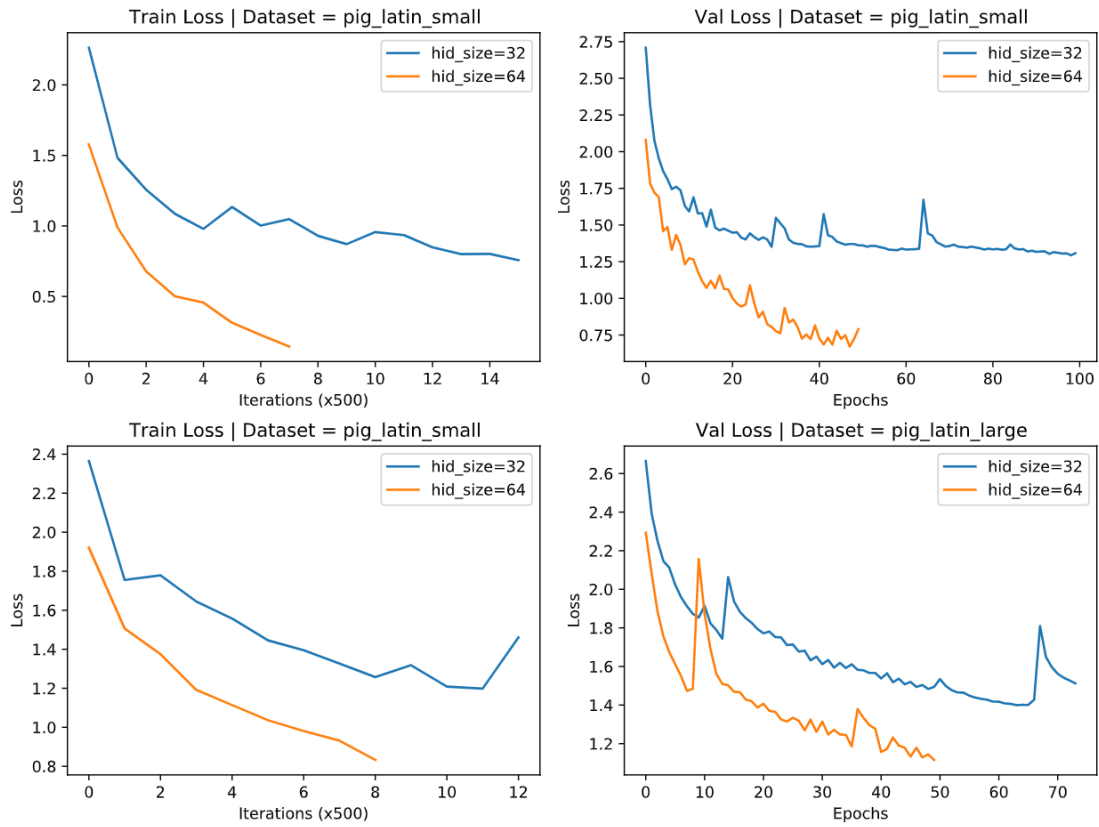 Train Loss | Dataset = pig_latin_small
Val Loss | Dataset = pig_latin_small
2.0
1.5
1.0
0.5
Loss
hid_size=32
hid_size=64
0 2 4 6 8 10 12 14
Iterations (x500)
2.75
2.50
2.25
2.00
1.75
1.50
1.25
1.00
0.75
Loss
hid_size=32
hid_size=64
0 20 40 60 80 100
Epochs
Train Loss | Dataset = pig_latin_small
Val Loss | Dataset = pig_latin_large
2.4
2.2
2.0
1.8
1.6
1.4
1.2
1.0
0.8
Loss
hid_size=32
hid_size=64
0 2 4 6 8 10 12
Iterations (x500)
2.6
2.4
2.2
2.0
1.8
1.6
1.4
1.2
Loss
hid_size=32
hid_size=64
0 10 20 30 40 50 60 70
Epochs